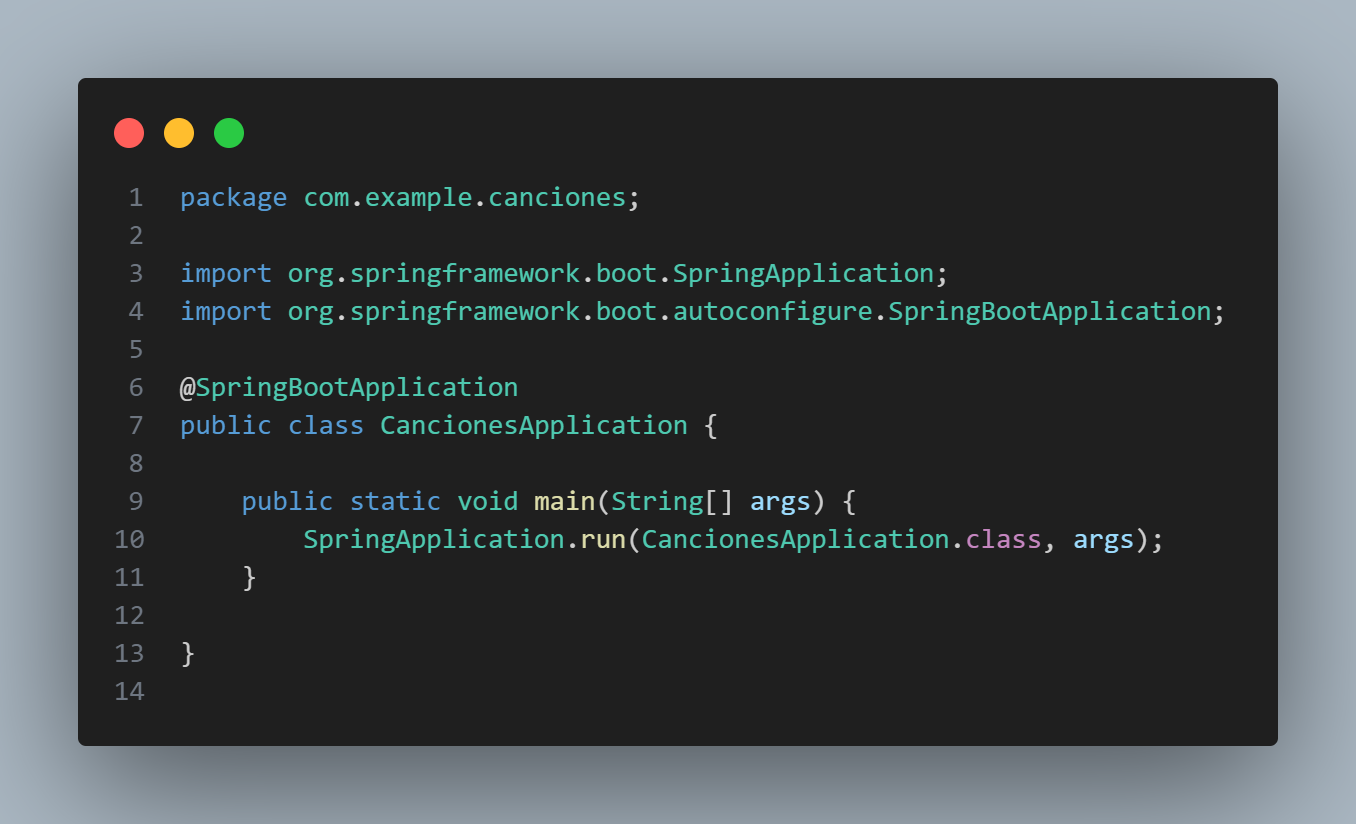 1 package com.example.canciones;
2
3 import org.springframework.boot.SpringApplication;
4 import org.springframework.boot.autoconfigure.SpringBootApplication;
5
6 @SpringBootApplication
7 public class CancionesApplication {
8
9     public static void main(String[] args) {
10         SpringApplication.run(CancionesApplication.class, args);
11     }
12
13 }
14